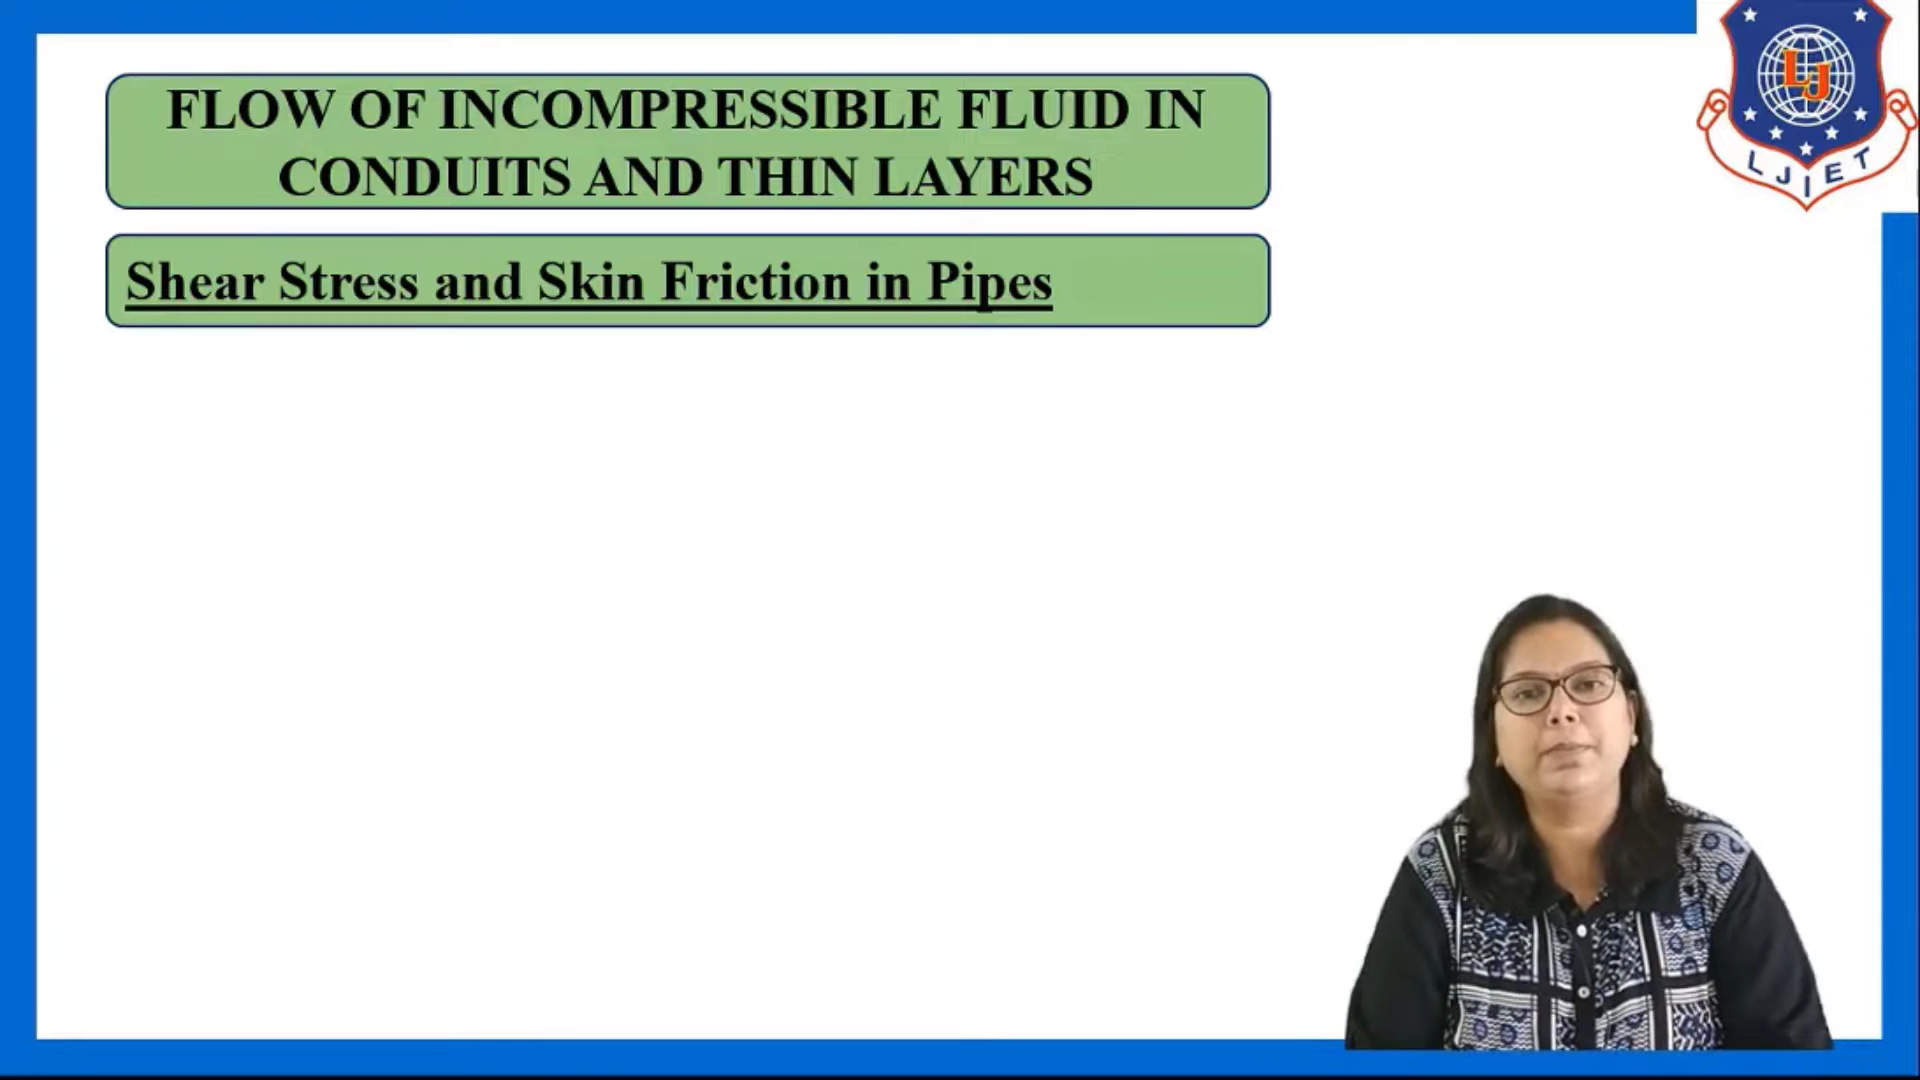 FLOW OF INCOMPRESSIBLE FLUID IN
CONDUITS AND THIN LAYERS
Shear Stress and Skin Friction in Pipes
LJ
LJIET